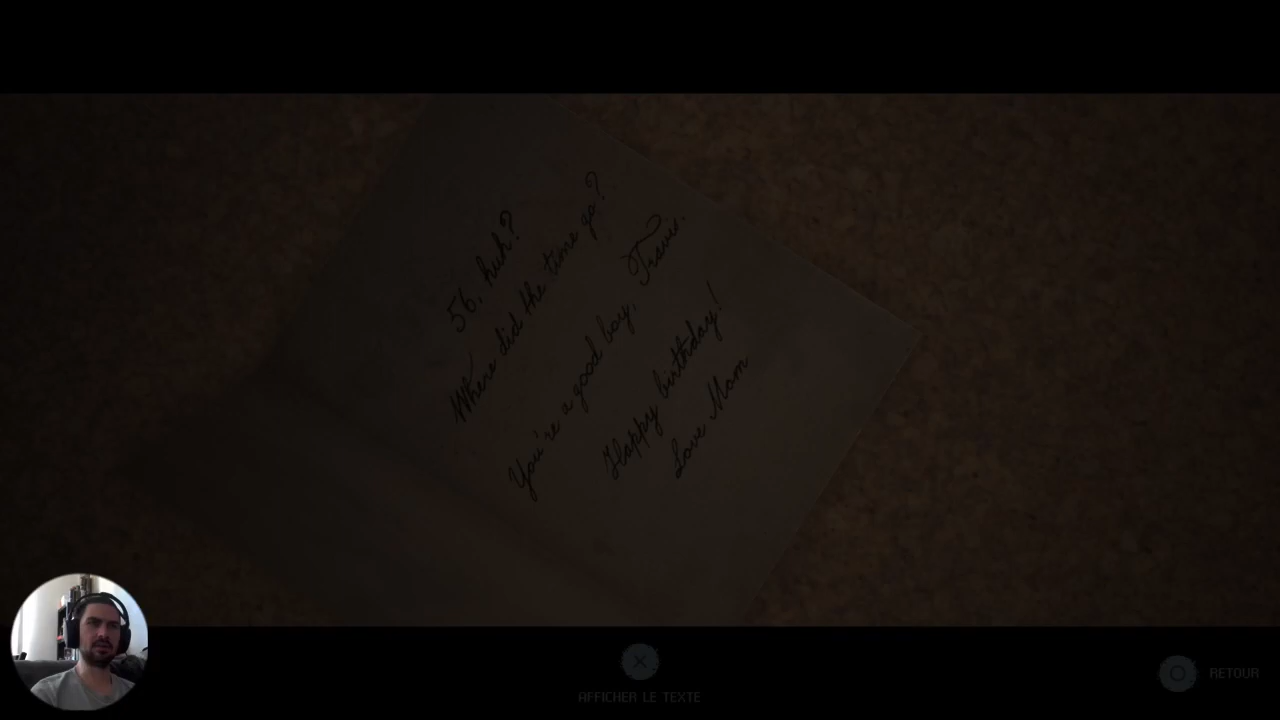 56, huh?
Where did the time go?
You're a good boy, Travis.
Happy birthday!
Love Mom
AFFICHER LE TEXTE
RETOUR